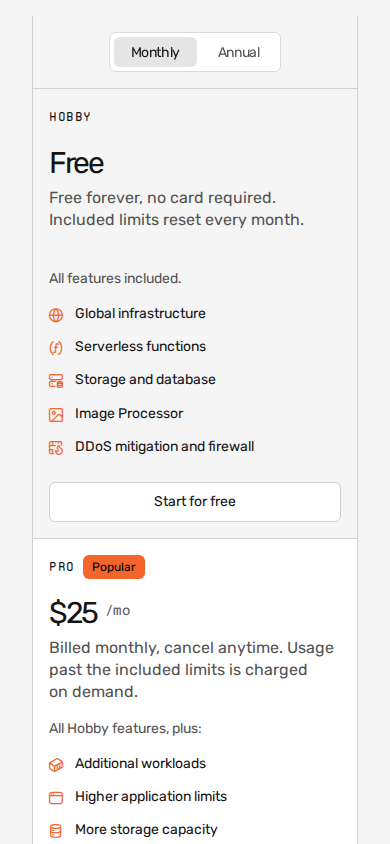 Monthly Annual
HOBBY
Free
Free forever, no card required.
Included limits reset every month.
All features included.
Global infrastructure
Serverless functions
Storage and database
Image Processor
DDoS mitigation and firewall
Start for free
PRO Popular
$25 /mo
Billed monthly, cancel anytime. Usage
past the included limits is charged
on demand.
All Hobby features, plus:
Additional workloads
Higher application limits
More storage capacity